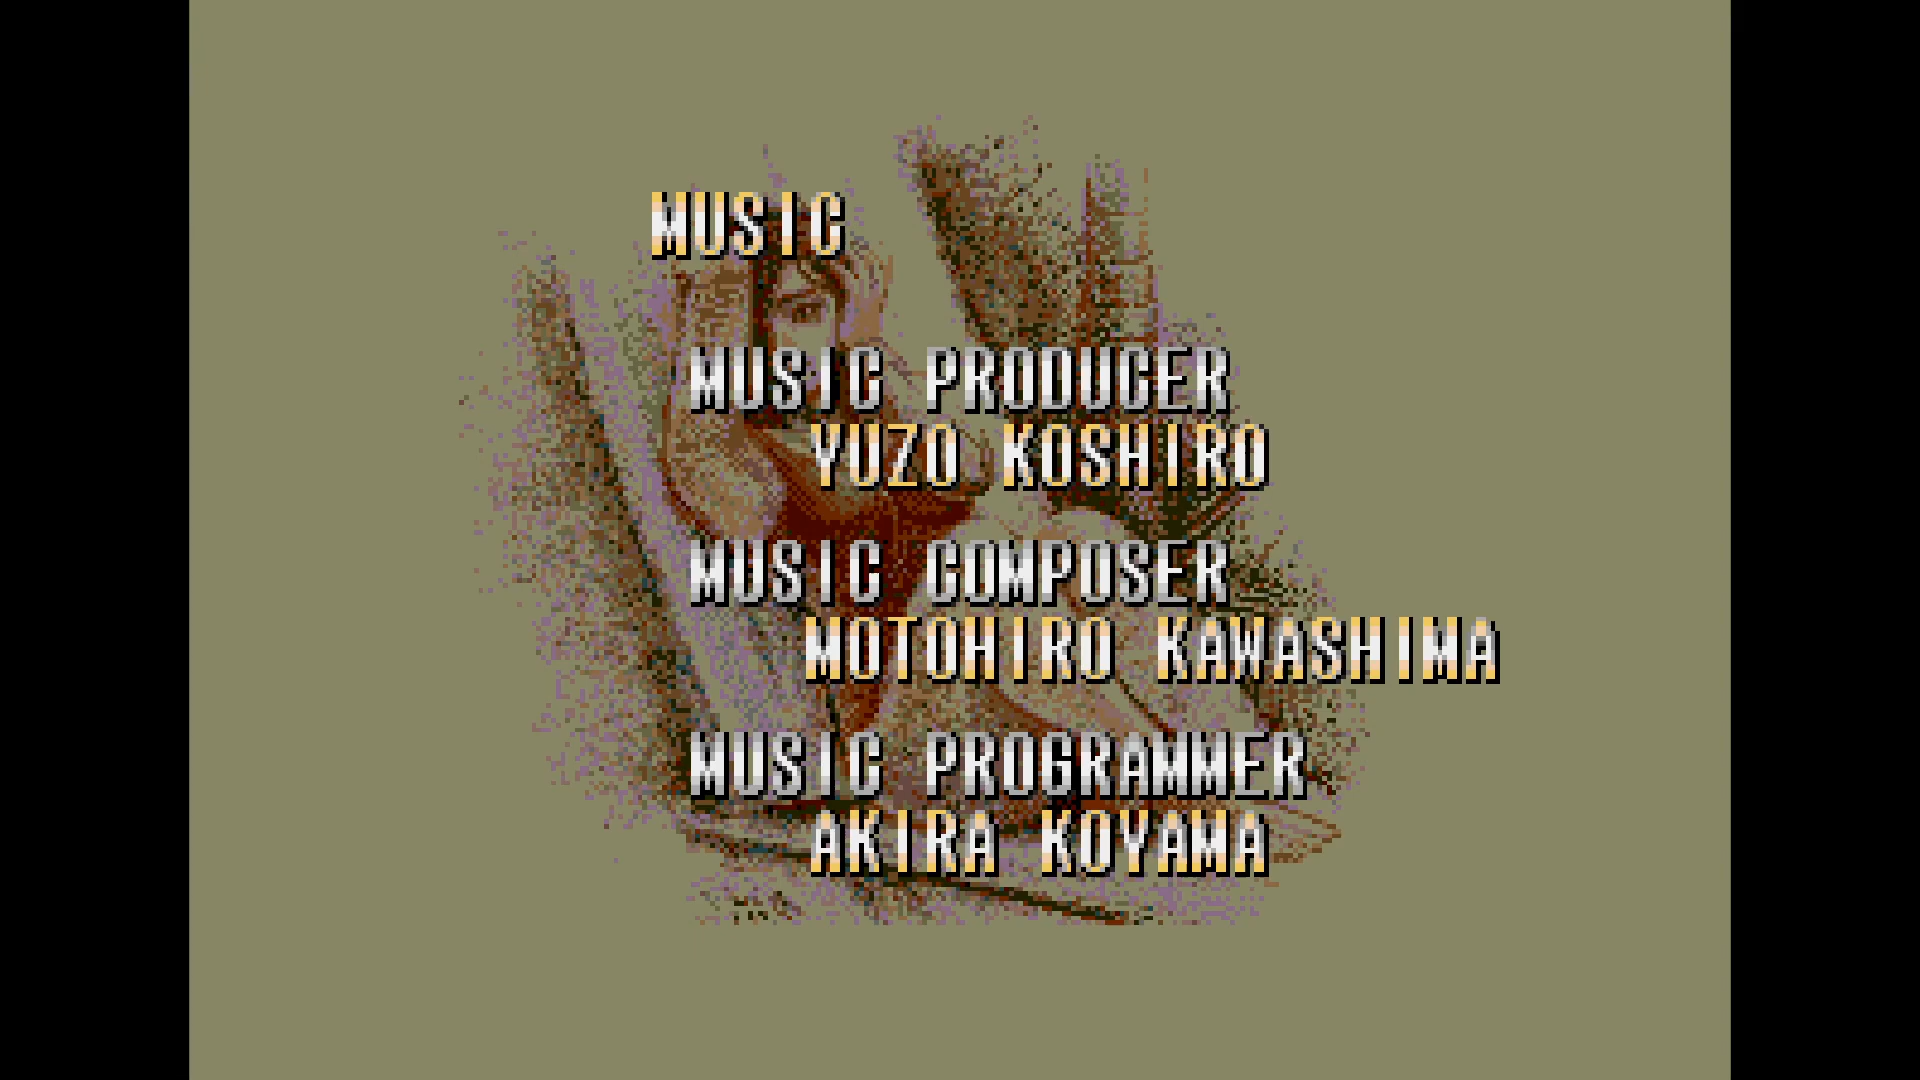 MUSIC
MUSIC PRODUCER
YUZO KOSHIRO
MUSIC COMPOSER
MOTOHIRO KAWASHIMA
MUSIC PROGRAMMER
AKIRA KOYAMA